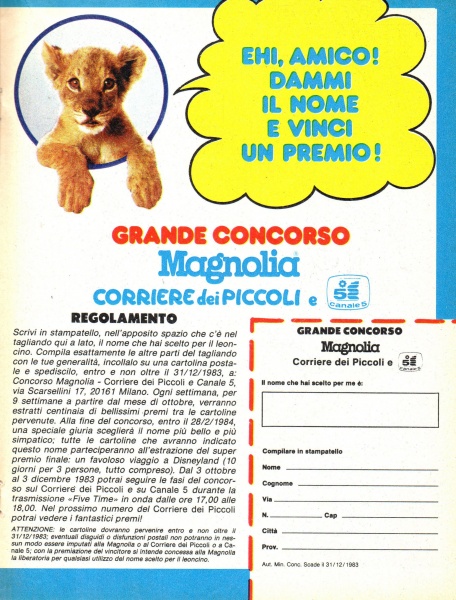 EHI, AMICO!
DAMMI
IL NOME
E VINCI
UN PREMIO!
GRANDE CONCORSO
Magnolia
CORRIERE dei PICCOLI e 5 canale 5
REGOLAMENTO
Scrivi in stampatello, nell'apposito spazio che c'è nel
tagliando qui a lato, il nome che hai scelto per il leon-
cino. Compila esattamente le altre parti del tagliando
con le tue generalità, incollalo su una cartolina posta-
le e spediscilo, entro e non oltre il 31/12/1983, a:
Concorso Magnolia - Corriere dei Piccoli e Canale 5,
via Scarsellini 17, 20161 Milano. Ogni settimana, per
9 settimane a partire dal mese di ottobre, verranno
estratti centinaia di bellissimi premi tra le cartoline
pervenute. Alla fine del concorso, entro il 28/2/1984,
una speciale giuria sceglierà il nome più bello e più
simpatico; tutte le cartoline che avranno indicato
questo nome parteciperanno all'estrazione del super
premio finale: un favoloso viaggio a Disneyland (10
giorni per 3 persone, tutto compreso). Dal 3 ottobre
al 3 dicembre 1983 potrai seguire le fasi del concor-
so sul Corriere dei Piccoli e su Canale 5 durante la
trasmissione «Five Time» in onda dalle ore 17,00 alle
18,00. Nel prossimo numero del Corriere dei Piccoli
potrai vedere i fantastici premi!
ATTENZIONE: le cartoline dovranno pervenire entro e non oltre il
31/12/1983; eventuali disguidi o disfunzioni postali non potranno in nes-
sun modo essere imputati alla Magnolia o al Corriere dei Piccoli o a Ca-
nale 5; con la premiazione del vincitore si intende concessa alla Magnolia
la liberatoria per qualsiasi utilizzo del nome scelto per il leoncino.
GRANDE CONCORSO
Magnolia
Corriere dei Piccoli e 5 canale 5
Il nome che hai scelto per me è:
Compilare in stampatello
Nome
Cognome
Via
N. Cap
Città
Prov.
Aut. Min. Conc. Scade il 31/12/1983